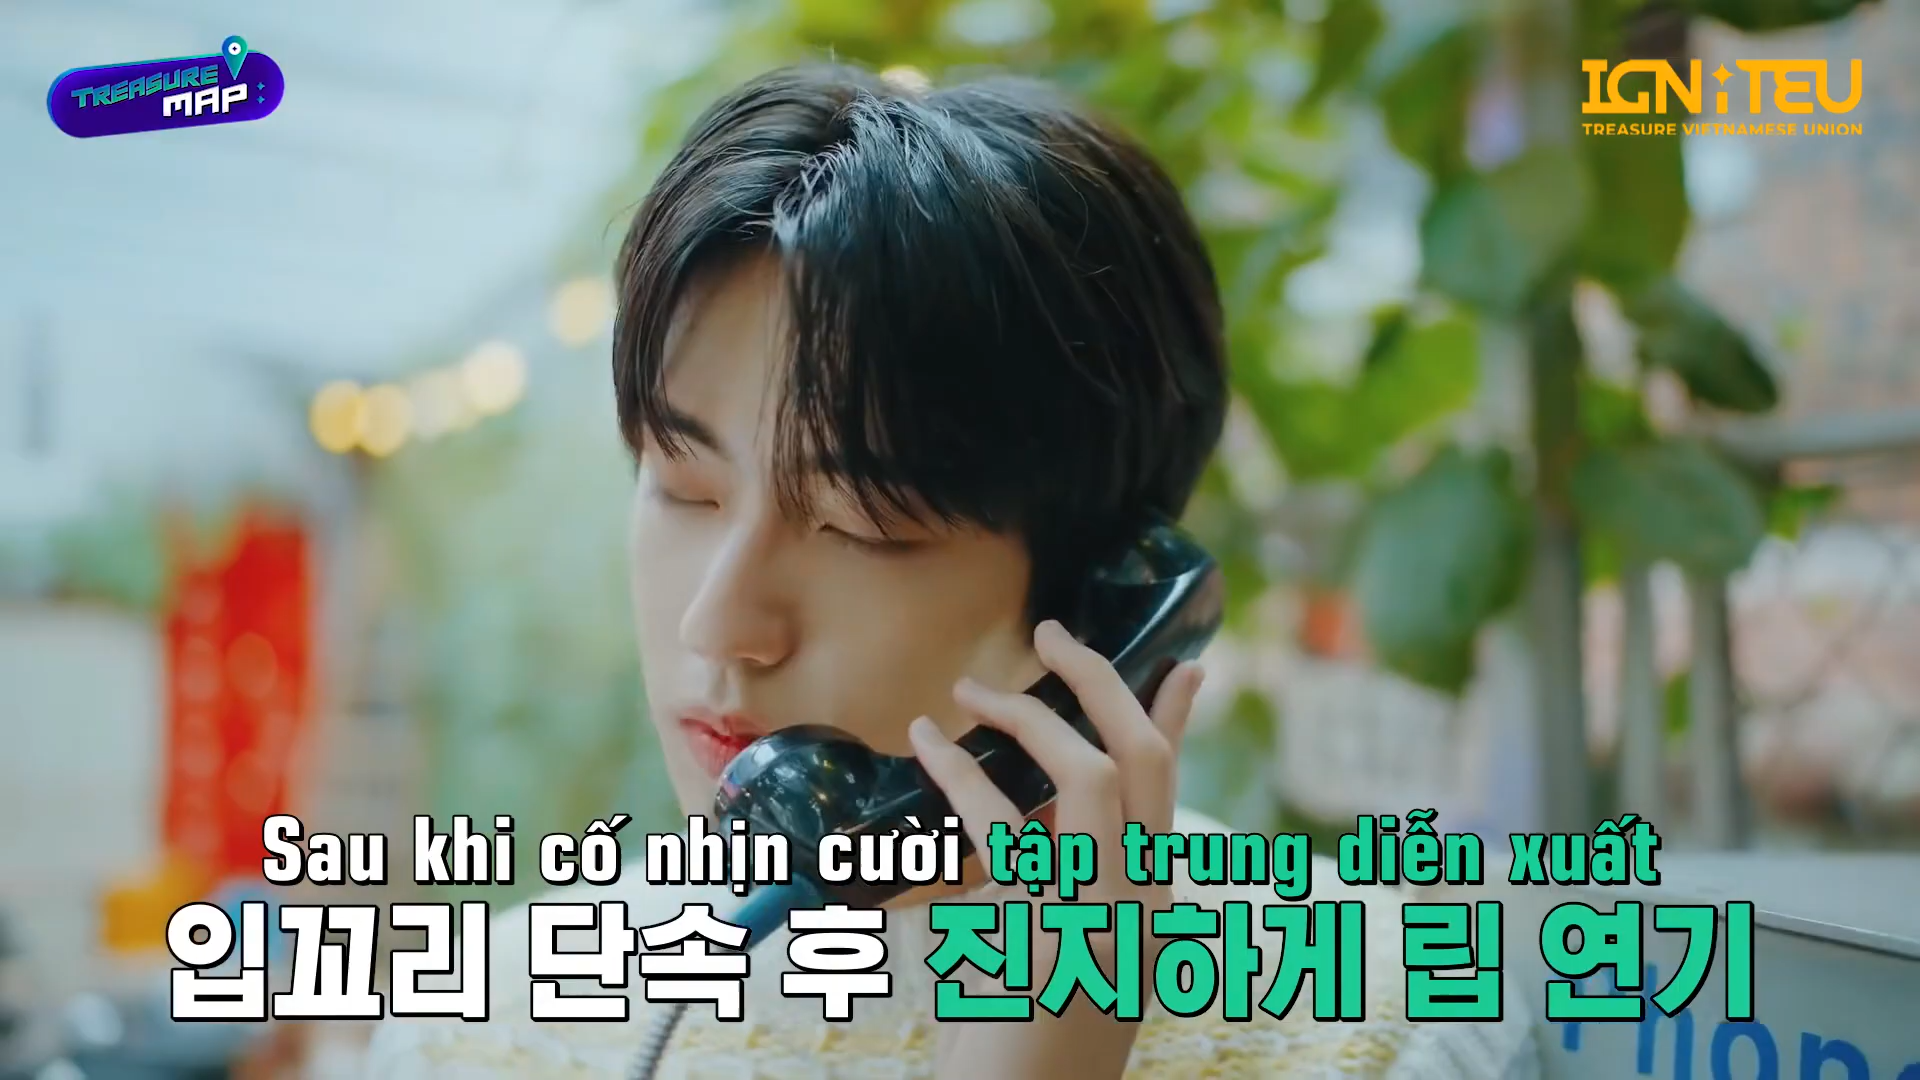 TREASURE
MAP
IGNITEU
TREASURE VIETNAMESE UNION
Sau khi cố nhịn cười tập trung diễn xuất
입꼬리 단속 후 진지하게 립 연기
Phone